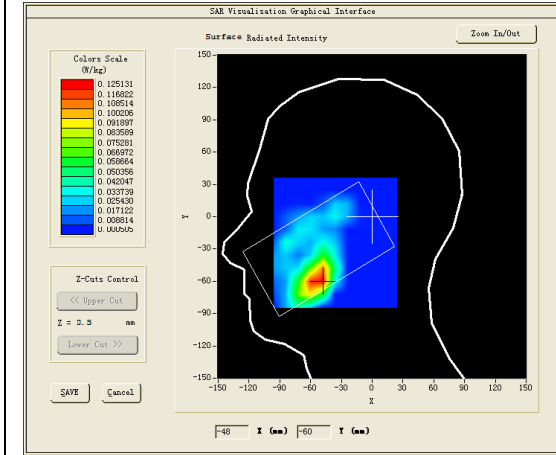 SAR Visualisation Graphical Interface
Surface Radiated Intensity
Zoom In/Out
Colors Scale
(W/kg)
0.125131
0.116822
0.108514
0.100206
0.091897
0.083589
0.075281
0.066972
0.058664
0.050356
0.042047
0.033739
0.025430
0.017122
0.008814
0.000505
150
120
90
60
30
0
-30
-60
-90
-120
-150
Y
-150 -120 -90 -60 -30 0 30 60 90 120 150
X
Z-Cuts Control
<< Upper Cut
Z = 0.5 mm
Lower Cut >>
SAVE Cancel
-48 X (mm) -60 Y (mm)